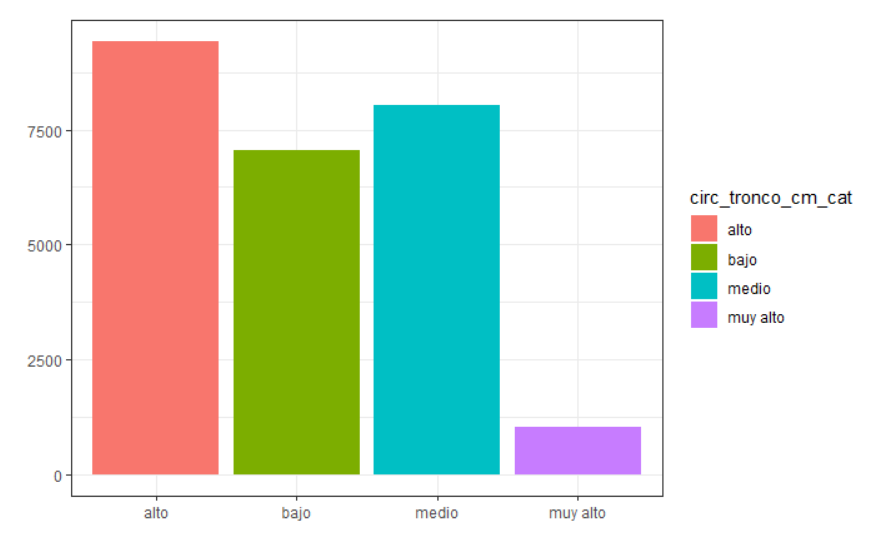 7500
5000
2500
0
alto
bajo
medio
muy alto
circ_tronco_cm_cat
alto
bajo
medio
muy alto